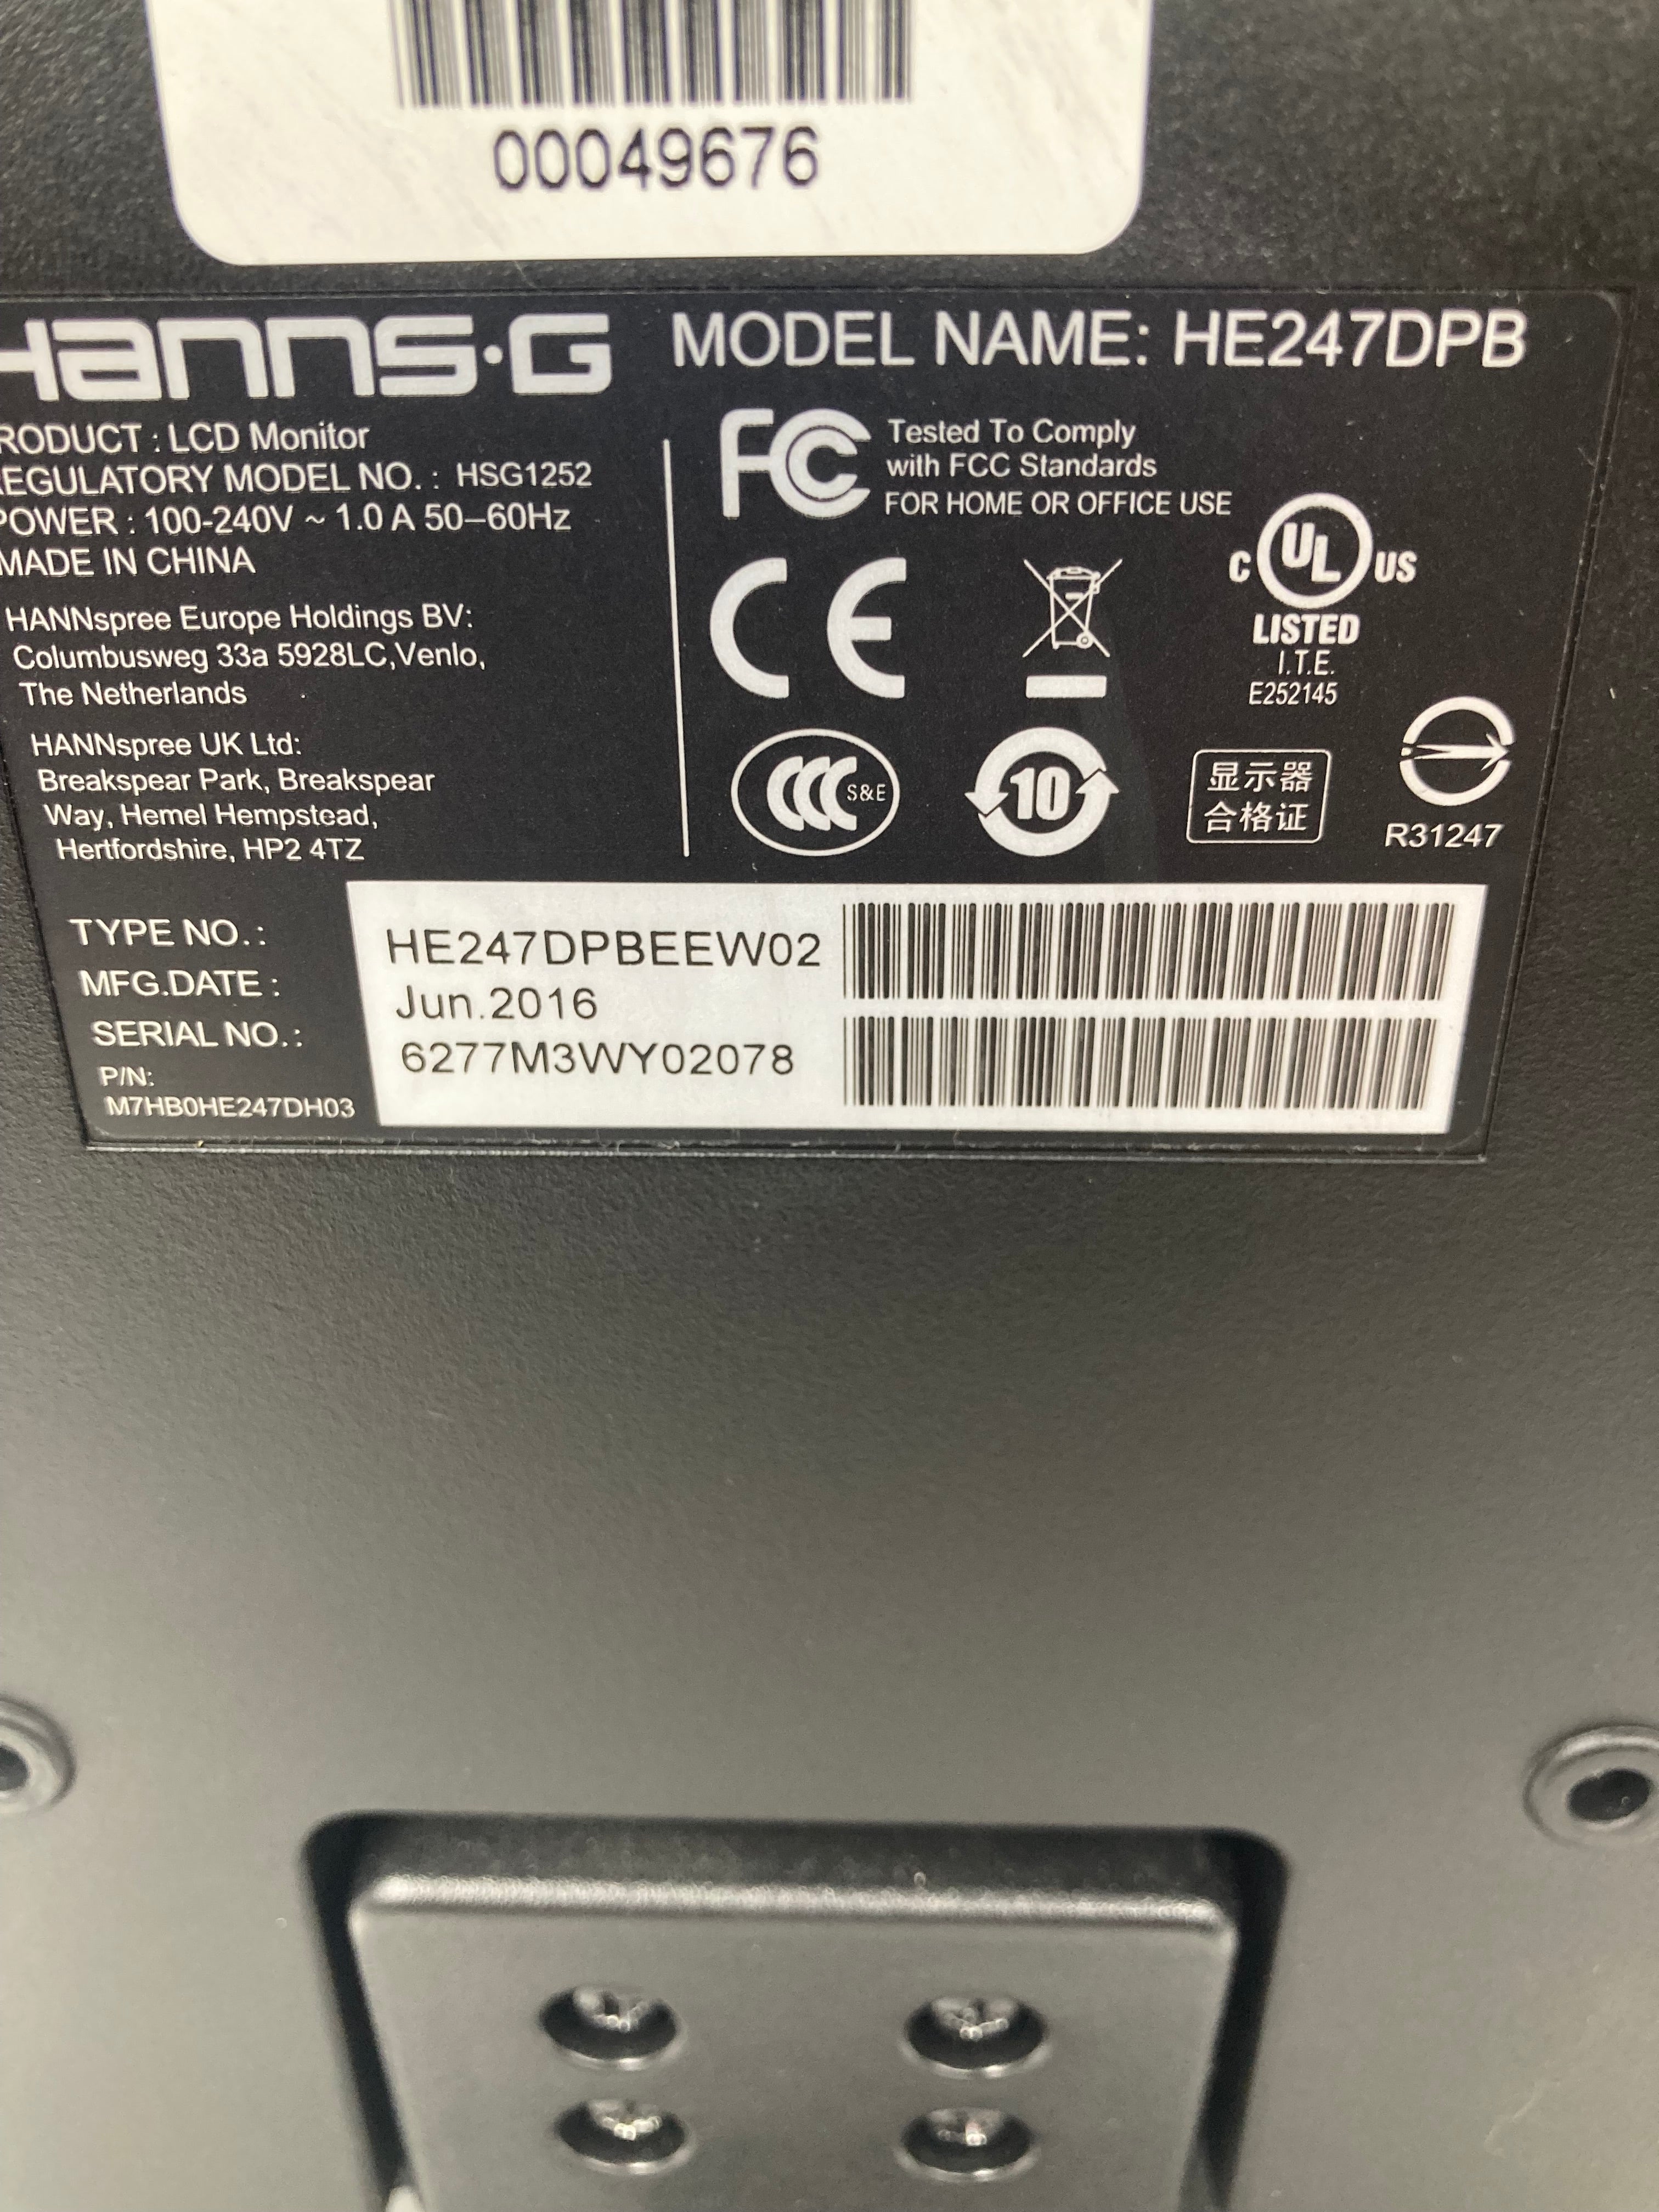 00049676
HANNS·G
MODEL NAME: HE247DPB
RODUCT : LCD Monitor
EGULATORY MODEL NO. : HSG1252
POWER : 100-240V ~ 1.0 A 50–60Hz
MADE IN CHINA
HANNspree Europe Holdings BV:
Columbusweg 33a 5928LC,Venlo,
The Netherlands
HANNspree UK Ltd:
Breakspear Park, Breakspear
Way, Hemel Hempstead,
Hertfordshire, HP2 4TZ
FC Tested To Comply
with FCC Standards
FOR HOME OR OFFICE USE
CE
C UL US
LISTED
I.T.E.
E252145
CCC S&E
10
显示器
合格证
R31247
TYPE NO. : HE247DPBEEW02
MFG.DATE : Jun.2016
SERIAL NO. : 6277M3WY02078
P/N:
M7HB0HE247DH03